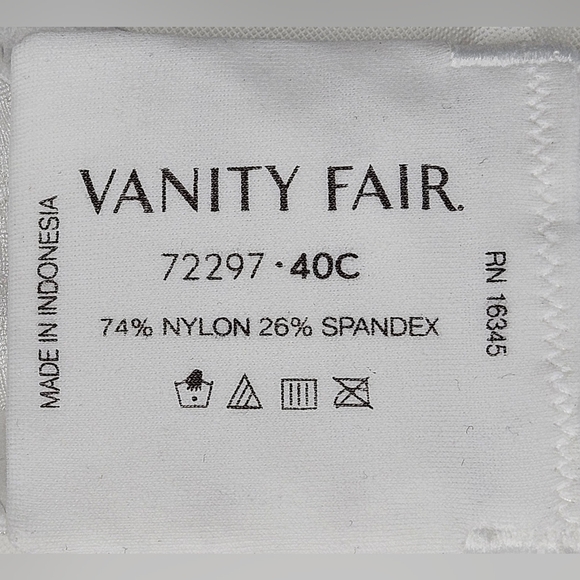 VANITY FAIR.
72297 · 40C
74% NYLON 26% SPANDEX
MADE IN INDONESIA
RN 16345